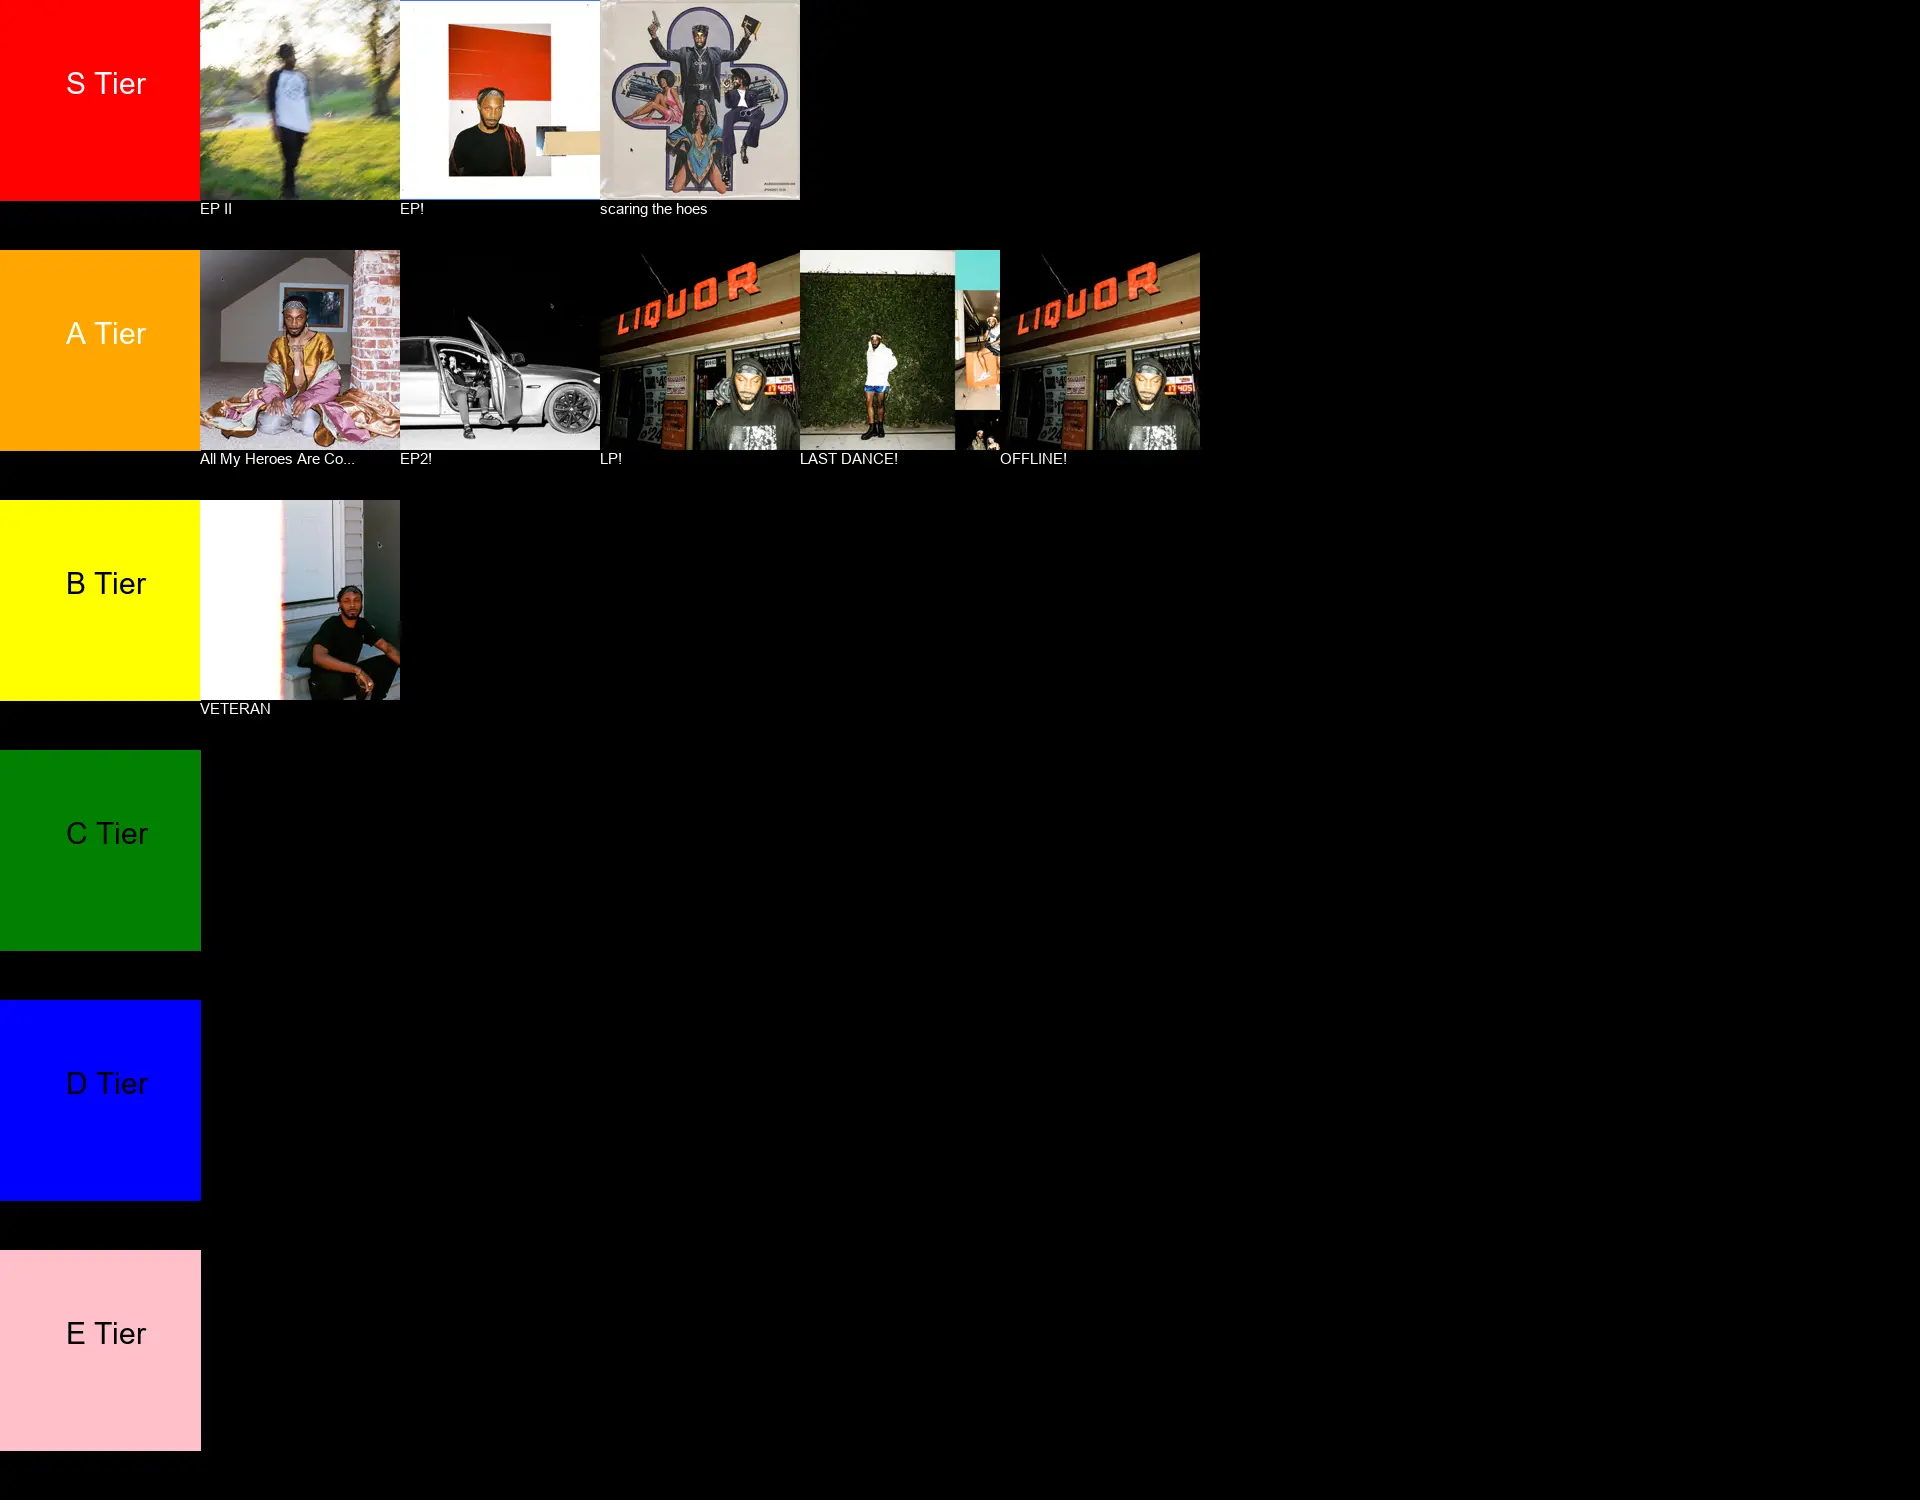 S Tier
EP II
EP!
scaring the hoes
A Tier
LIQUOR
LIQUOR
All My Heroes Are Co...
EP2!
LP!
LAST DANCE!
OFFLINE!
B Tier
VETERAN
C Tier
D Tier
E Tier